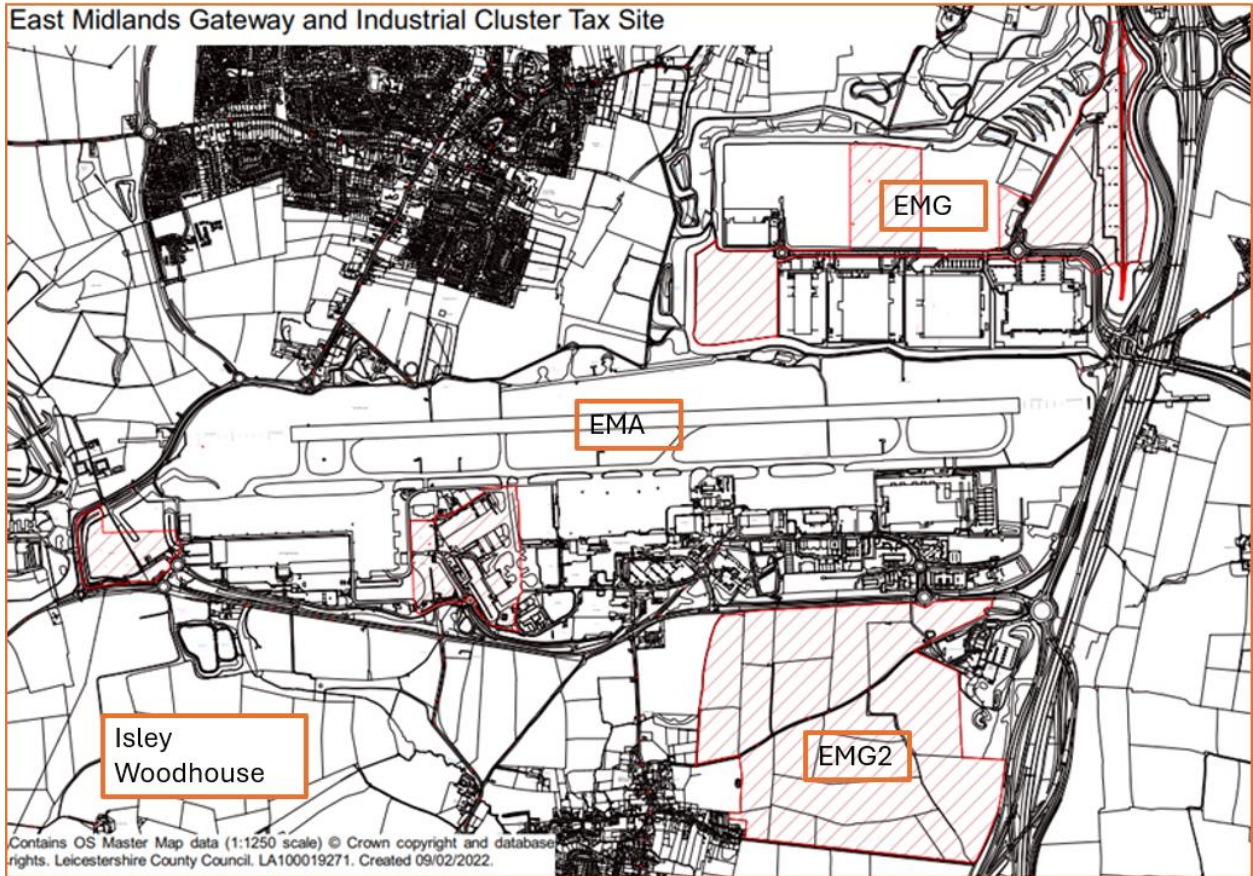 East Midlands Gateway and Industrial Cluster Tax Site
EMG
EMA
Isley
Woodhouse
EMG2
Contains OS Master Map data (1:1250 scale) © Crown copyright and database
rights. Leicestershire County Council. LA100019271. Created 09/02/2022.